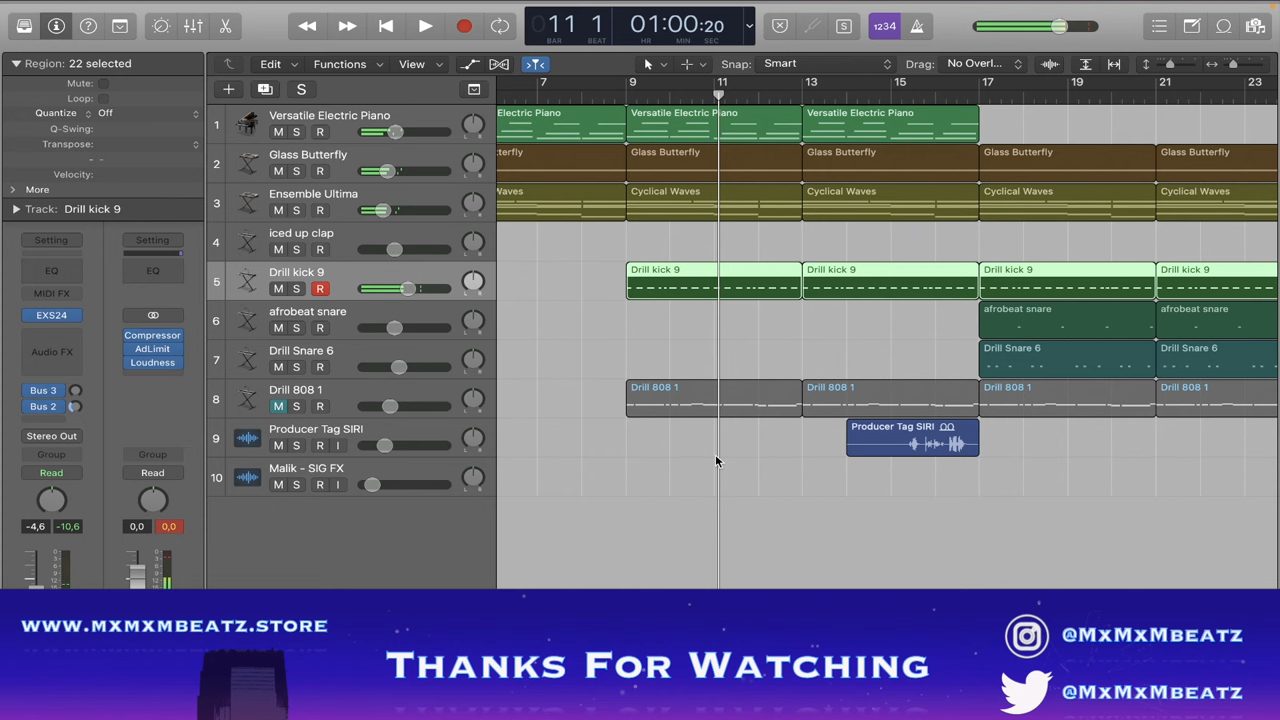 11 1
BAR BEAT
01:00:20
HR MIN SEC
1234
S
Region: 22 selected
Mute:
Loop:
Quantize Off
Q-Swing:
Transpose:
- -
Velocity:
More
Track: Drill kick 9
Setting Setting
EQ EQ
MIDI FX
EXS24
Compressor
AdLimit
Loudness
Audio FX
Bus 3
Bus 2
Stereo Out
Group Group
Read Read
-4,6 -10,6 0,0 0,0
Edit Functions View Snap: Smart Drag: No Overl...
S
9 11 13 15 17 19 21 23
7
1 Versatile Electric Piano
M S R
2 Glass Butterfly
M S R
3 Ensemble Ultima
M S R
4 iced up clap
M S R
5 Drill kick 9
M S R
6 afrobeat snare
M S R
7 Drill Snare 6
M S R
8 Drill 808 1
M S R
9 Producer Tag SIRI
M S R I
10 Malik - SIG FX
M S R I
Electric Piano Versatile Electric Piano Versatile Electric Piano
tterfly Glass Butterfly Glass Butterfly Glass Butterfly Glass Butterfly
Waves Cyclical Waves Cyclical Waves Cyclical Waves Cyclical Waves
Drill kick 9 Drill kick 9 Drill kick 9 Drill kick 9
afrobeat snare afrobeat snare
Drill Snare 6 Drill Snare 6
Drill 808 1 Drill 808 1 Drill 808 1 Drill 808 1
Producer Tag SIRI
WWW.MXMXMBEATZ.STORE
THANKS FOR WATCHING
@MxMxMBEATZ
@MxMxMBEATZ